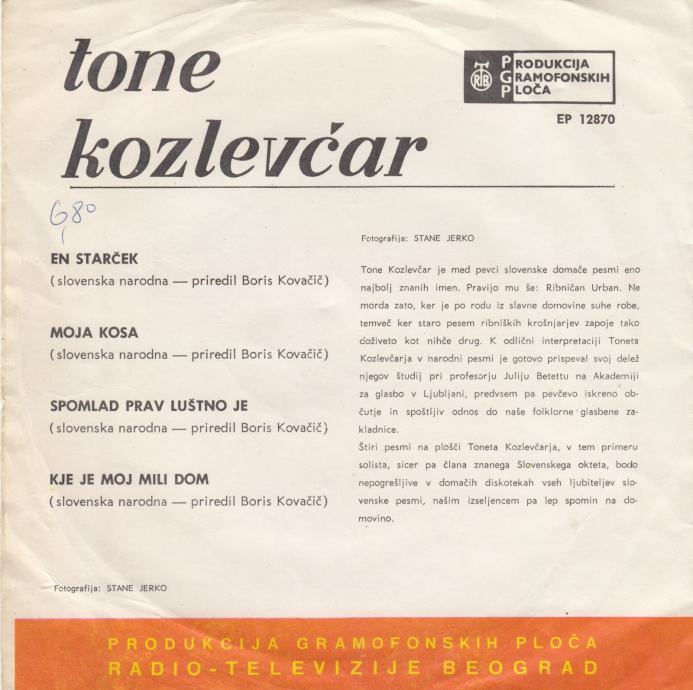 tone
kozlevčar
RTB
PGP
PRODUKCIJA
GRAMOFONSKIH
PLOČA
EP 12870
680
EN STARČEK
(slovenska narodna — priredil Boris Kovačič)
MOJA KOSA
(slovenska narodna — priredil Boris Kovačič)
SPOMLAD PRAV LUŠTNO JE
(slovenska narodna — priredil Boris Kovačič)
KJE JE MOJ MILI DOM
(slovenska narodna — priredil Boris Kovačič)
Fotografija: STANE JERKO
Fotografija: STANE JERKO
Tone Kozlevčar je med pevci slovenske domače pesmi eno
najbolj znanih imen. Pravijo mu še: Ribničan Urban. Ne
morda zato, ker je po rodu iz slavne domovine suhe robe,
temveč ker staro pesem ribniških krošnjarjev zapoje tako
doživeto kot nihče drug. K odlični interpretaciji Toneta
Kozlevčarja v narodni pesmi je gotovo prispeval svoj delež
njegov študij pri profesorju Juliju Betettu na Akademiji
za glasbo v Ljubljani, predvsem pa pevčevo iskreno ob-
čutje in spoštljiv odnos do naše folklorne glasbene za-
kladnice.
Štiri pesmi na plošči Toneta Kozlevčarja, v tem primeru
solista, sicer pa člana znanega Slovenskega okteta, bodo
nepogrešljive v domačih diskotekah vseh ljubiteljev slo-
venske pesmi, našim izseljencem pa lep spomin na do-
movino.
PRODUKCIJA GRAMOFONSKIH PLOČA
RADIO-TELEVIZIJE BEOGRAD